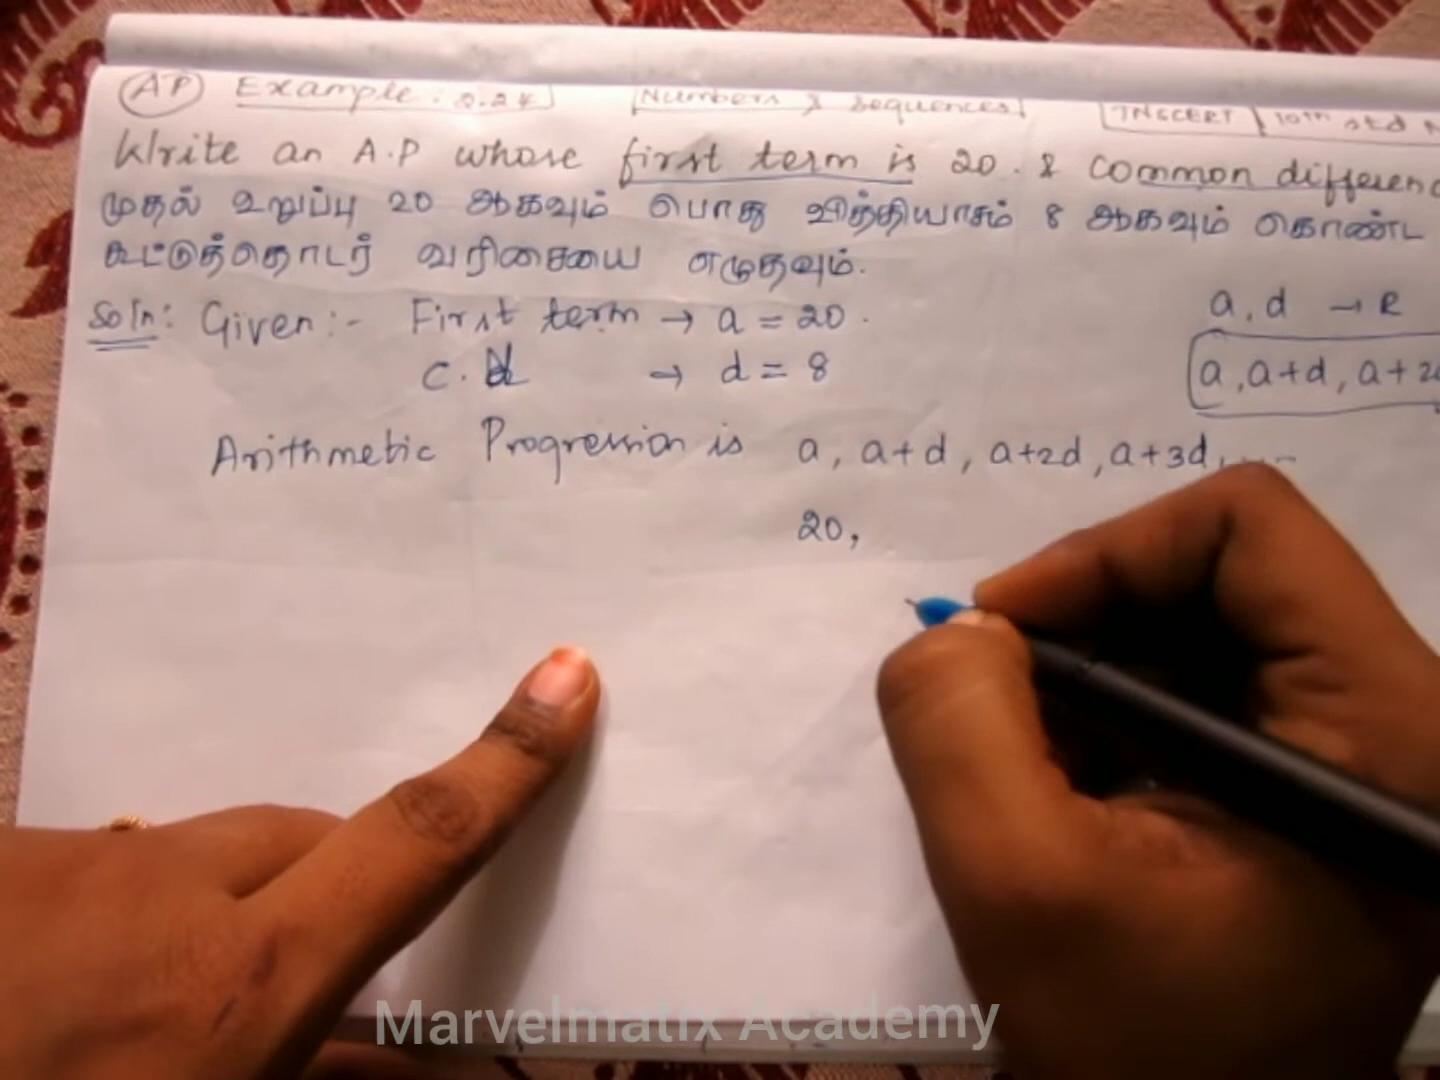 AP Example: 2.24 Numbers & Sequences TNSCERT 10th std
Write an A.P whose first term is 20 & common differenc
முதல் உறுப்பு 20 ஆகவும் பொது வித்தியாசம் 8 ஆகவும் கொண்ட
கூட்டுத்தொடர் வரிசையை எழுதவும்.
Soln: Given:- First term → a = 20.
a, d → R
C. d → d = 8
a, a+d, a+2d
Arithmetic Progression is a, a+d, a+2d, a+3d, ...
20,
Marvelmatix Academy